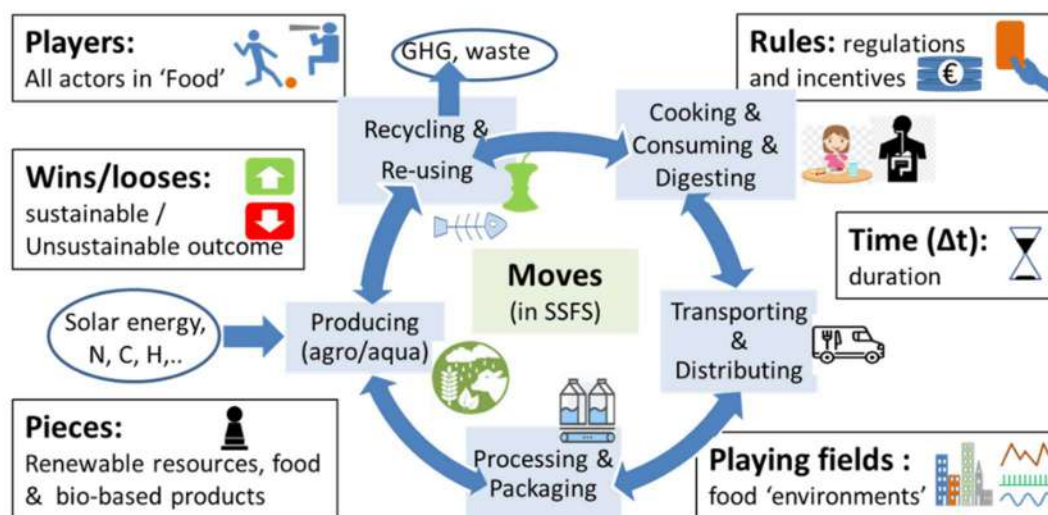 Players:
All actors in ‘Food’
GHG, waste
Rules: regulations
and incentives
€
Recycling &
Re-using
Cooking &
Consuming &
Digesting
Wins/looses:
sustainable /
Unsustainable outcome
Moves
(in SSFS)
Time (Δt):
duration
Solar energy,
N, C, H,..
Producing
(agro/aqua)
Transporting
&
Distributing
Pieces:
Renewable resources, food
& bio-based products
Processing &
Packaging
Playing fields :
food ‘environments’